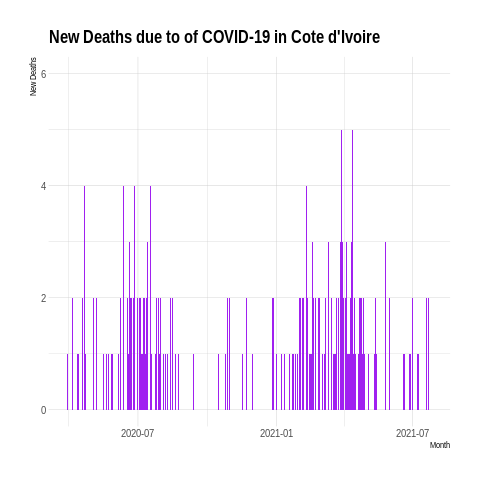 New Deaths due to of COVID-19 in Cote d'Ivoire
New Deaths
6
4
2
0
2020-07
2021-01
2021-07
Month